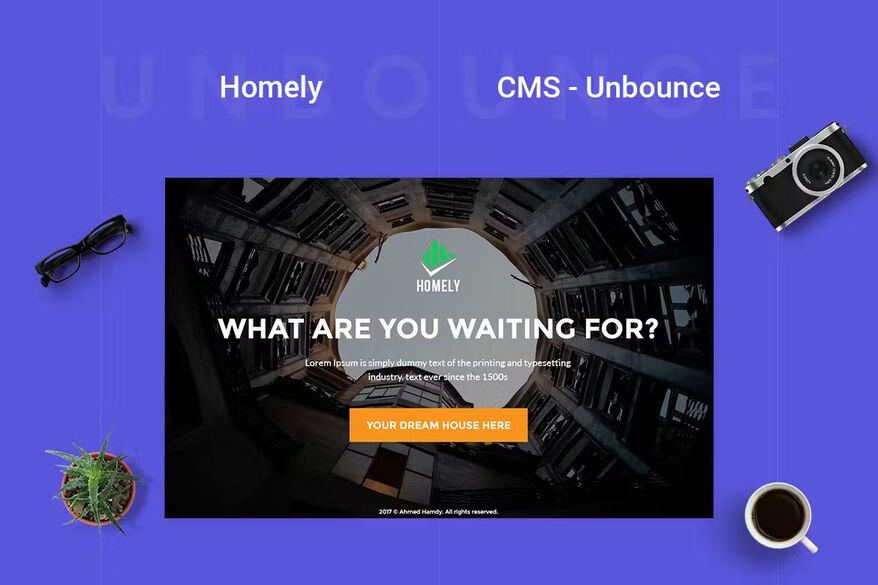 UNBOUNCE
Homely
CMS - Unbounce
HOMELY
WHAT ARE YOU WAITING FOR?
Lorem Ipsum is simply dummy text of the printing and typesetting
industry. text ever since the 1500s
YOUR DREAM HOUSE HERE
2017 © Ahmed Hamdy. All rights reserved.